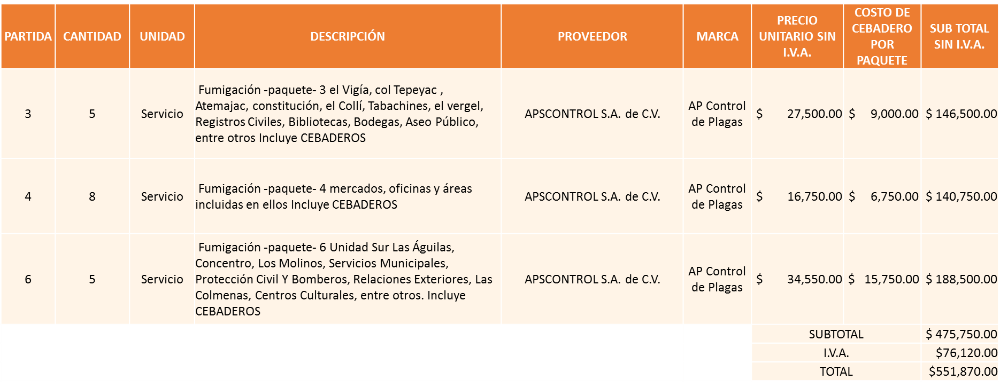 PARTIDA
CANTIDAD
UNIDAD
DESCRIPCIÓN
PROVEEDOR
MARCA
PRECIO
UNITARIO SIN
I.V.A.
COSTO DE
CEBADERO
POR
PAQUETE
SUB TOTAL
SIN I.V.A.
3
5
Servicio
Fumigación -paquete- 3 el Vigía, col Tepeyac ,
Atemajac, constitución, el Collí, Tabachines, el vergel,
Registros Civiles, Bibliotecas, Bodegas, Aseo Público,
entre otros Incluye CEBADEROS
APSCONTROL S.A. de C.V.
AP Control
de Plagas
$ 27,500.00
$ 9,000.00
$ 146,500.00
4
8
Servicio
Fumigación -paquete- 4 mercados, oficinas y áreas
incluidas en ellos Incluye CEBADEROS
APSCONTROL S.A. de C.V.
AP Control
de Plagas
$ 16,750.00
$ 6,750.00
$ 140,750.00
6
5
Servicio
Fumigación -paquete- 6 Unidad Sur Las Águilas,
Concentro, Los Molinos, Servicios Municipales,
Protección Civil Y Bomberos, Relaciones Exteriores, Las
Colmenas, Centros Culturales, entre otros. Incluye
CEBADEROS
APSCONTROL S.A. de C.V.
AP Control
de Plagas
$ 34,550.00
$ 15,750.00
$ 188,500.00
SUBTOTAL
$ 475,750.00
I.V.A.
$76,120.00
TOTAL
$551,870.00